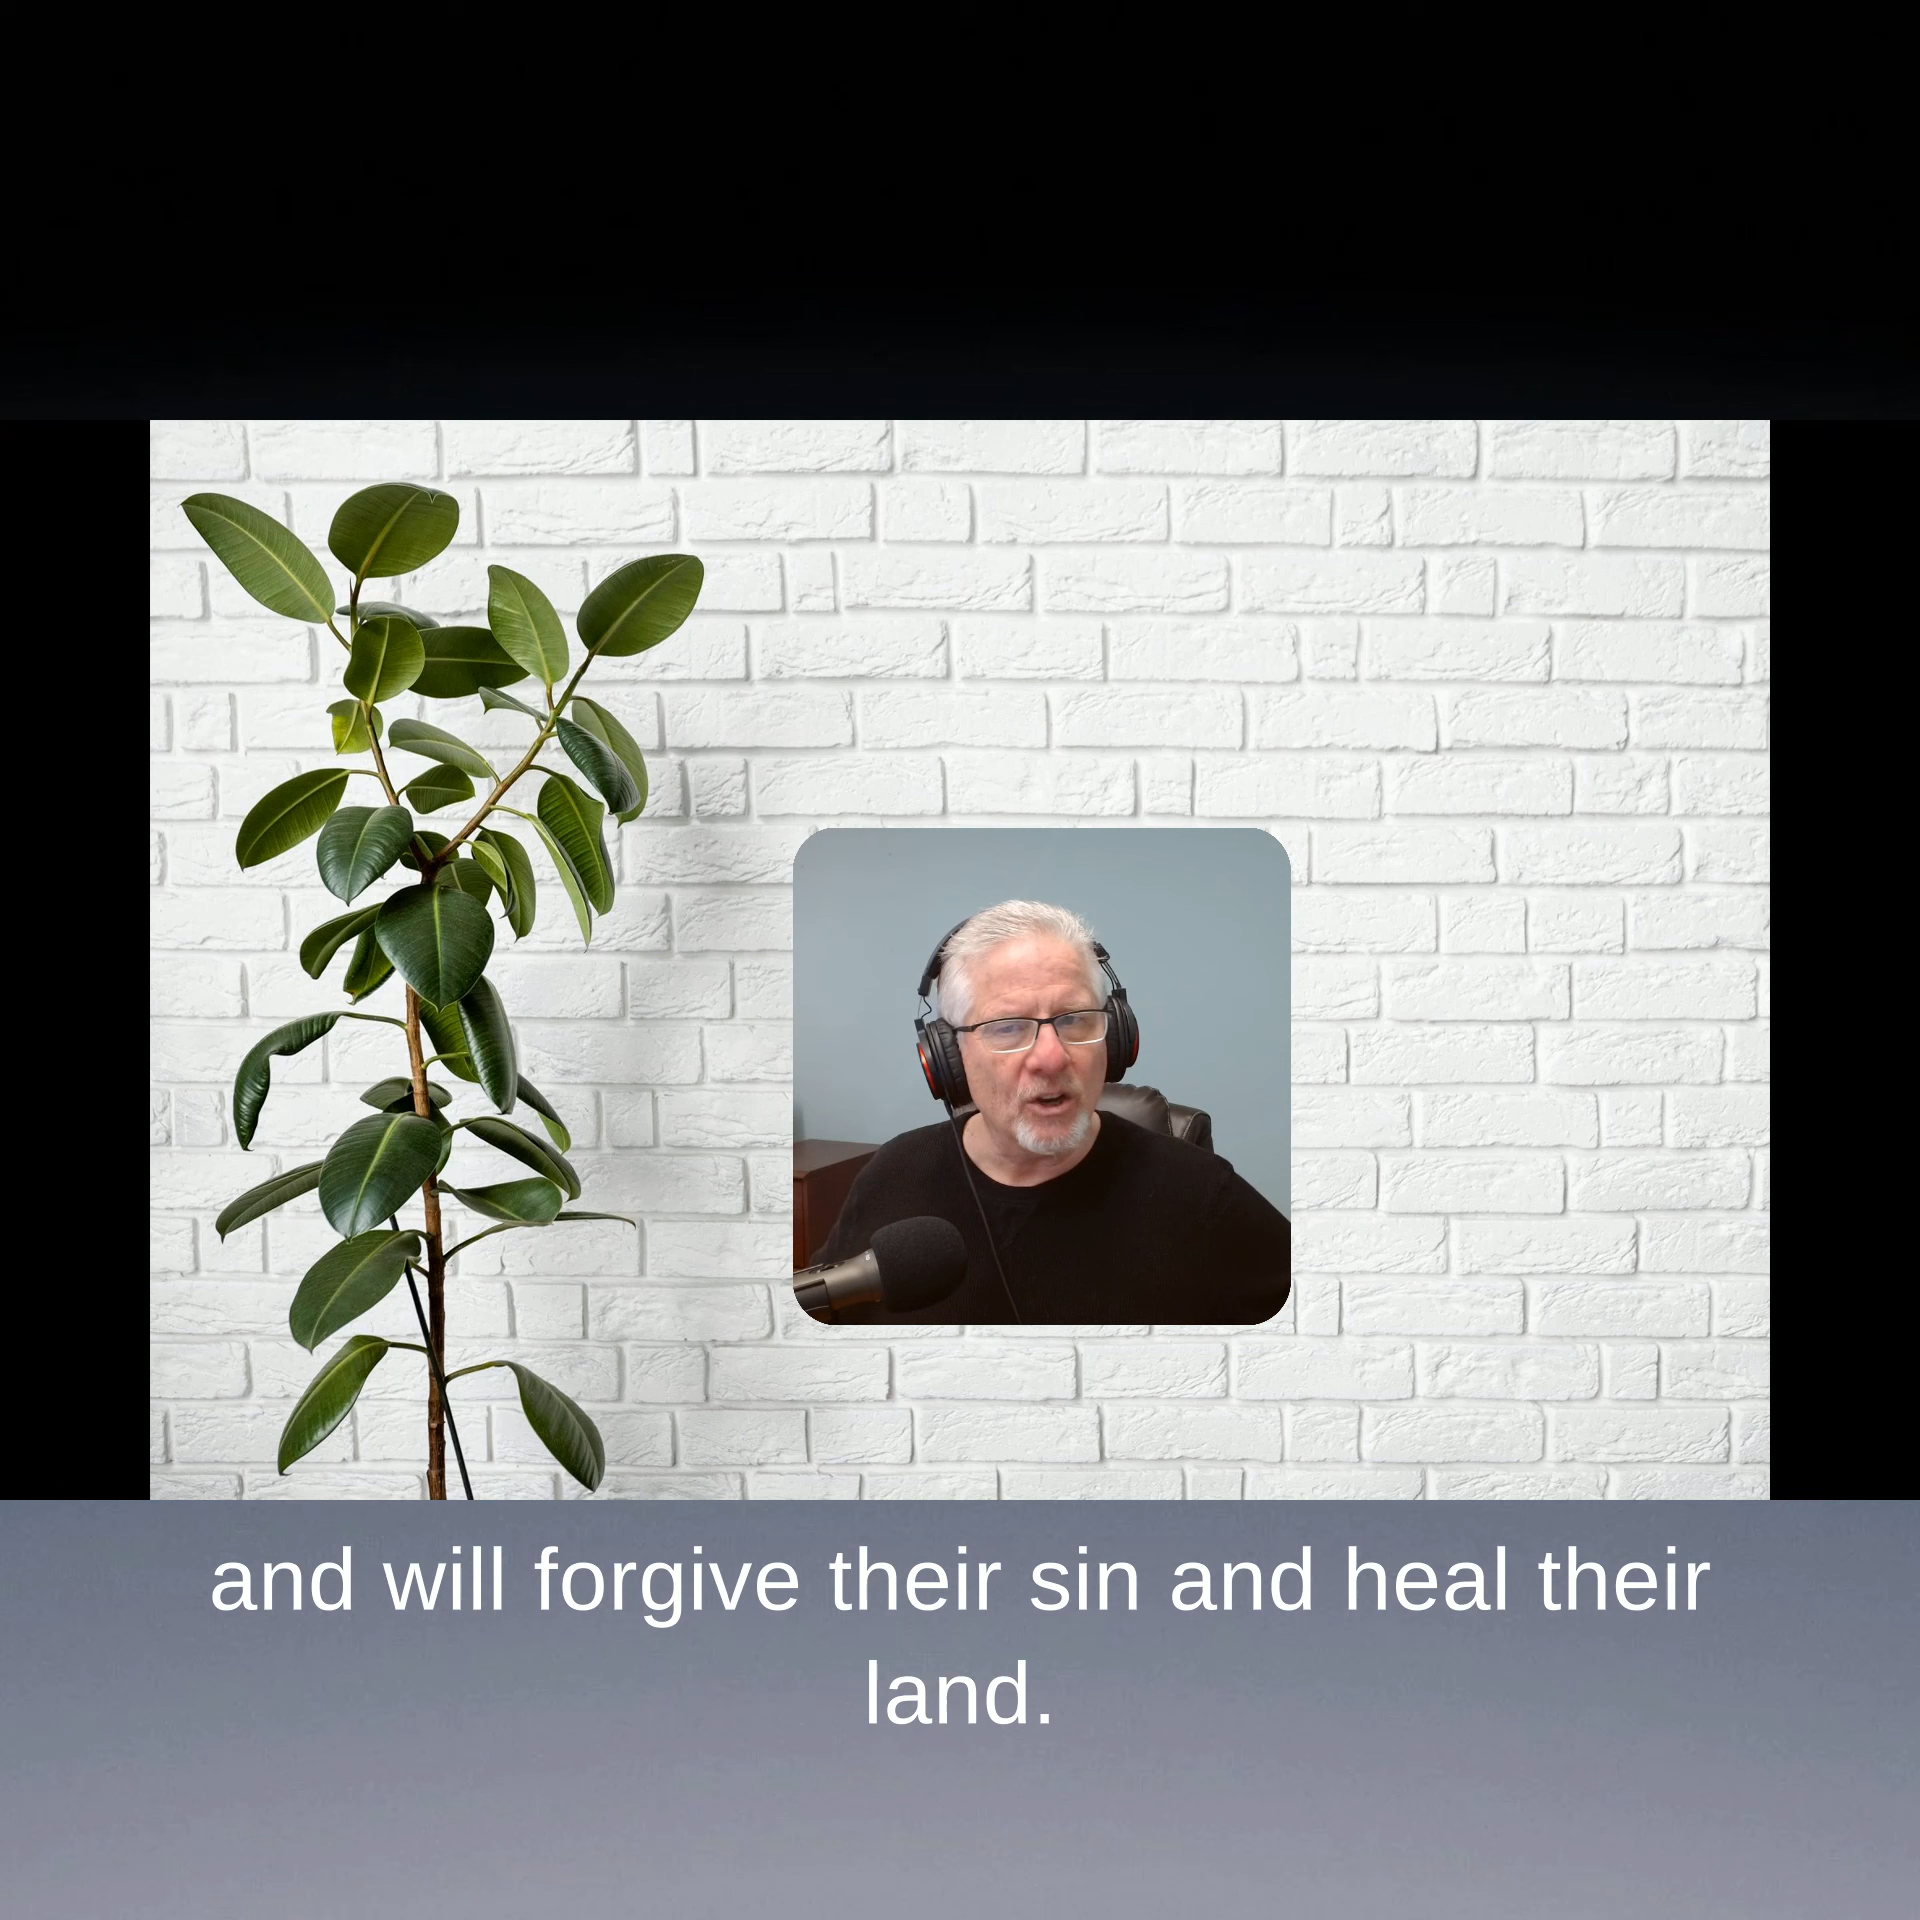 and will forgive their sin and heal their
land.